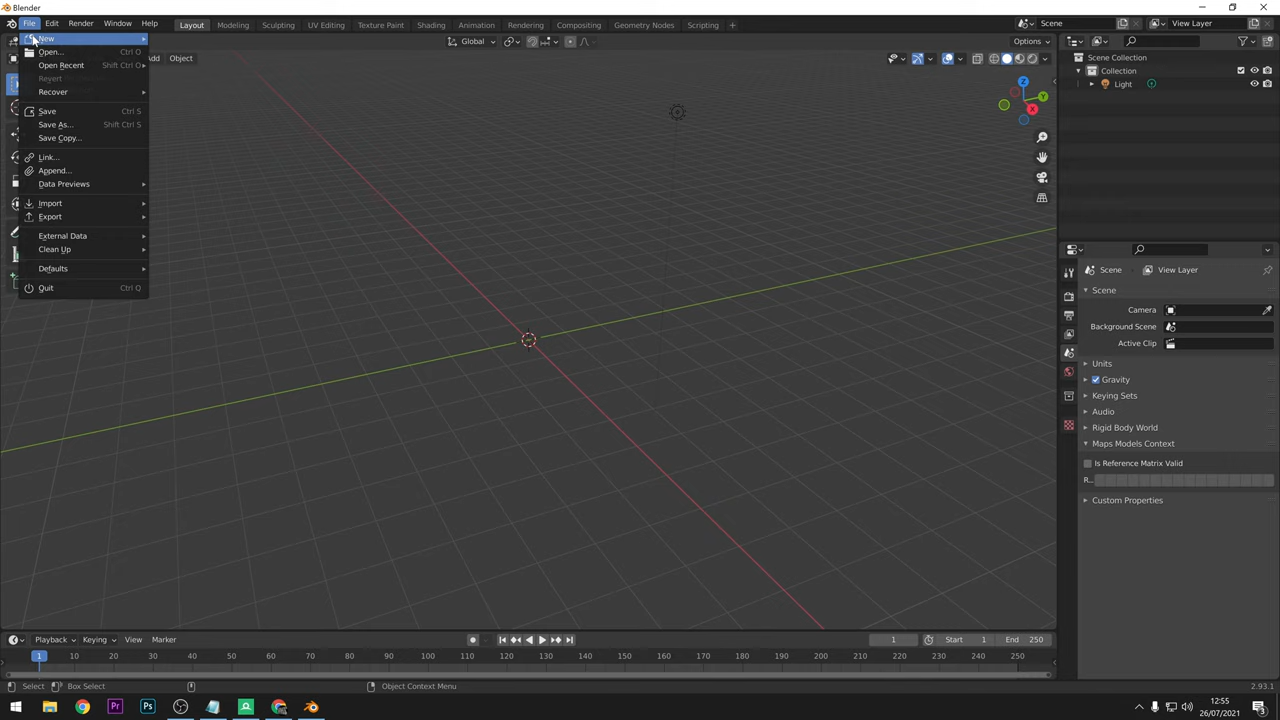 Blender
File Edit Render Window Help Layout Modeling Sculpting UV Editing Texture Paint Shading Animation Rendering Compositing Geometry Nodes Scripting + Scene View Layer
New
Open... Ctrl O
Open Recent Shift Ctrl O
Revert
Recover
Save Ctrl S
Save As... Shift Ctrl S
Save Copy...
Link...
Append...
Data Previews
Import
Export
External Data
Clean Up
Defaults
Quit Ctrl Q
Global
Options
Add Object
Z
Y
X
Scene Collection
Collection
Light
Scene View Layer
Scene
Camera
Background Scene
Active Clip
Units
Gravity
Keying Sets
Audio
Rigid Body World
Maps Models Context
Is Reference Matrix Valid
R...
Custom Properties
Playback Keying View Marker 1 Start 1 End 250
1 10 20 30 40 50 60 70 80 90 100 110 120 130 140 150 160 170 180 190 200 210 220 230 240 250
Select Box Select Object Context Menu 2.93.1
Pr Ps
12:55
26/07/2021
3